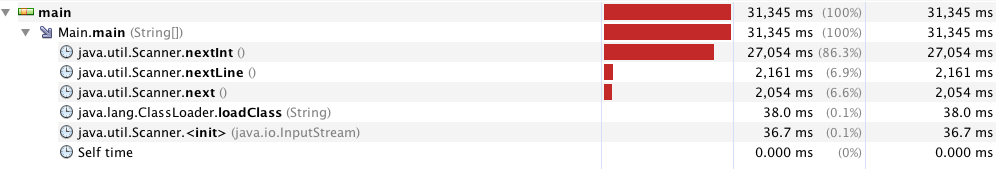 main 31,345 ms (100%) 31,345 ms
Main.main (String[]) 31,345 ms (100%) 31,345 ms
java.util.Scanner.nextInt () 27,054 ms (86.3%) 27,054 ms
java.util.Scanner.nextLine () 2,161 ms (6.9%) 2,161 ms
java.util.Scanner.next () 2,054 ms (6.6%) 2,054 ms
java.lang.ClassLoader.loadClass (String) 38.0 ms (0.1%) 38.0 ms
java.util.Scanner.<init> (java.io.InputStream) 36.7 ms (0.1%) 36.7 ms
Self time 0.000 ms (0%) 0.000 ms